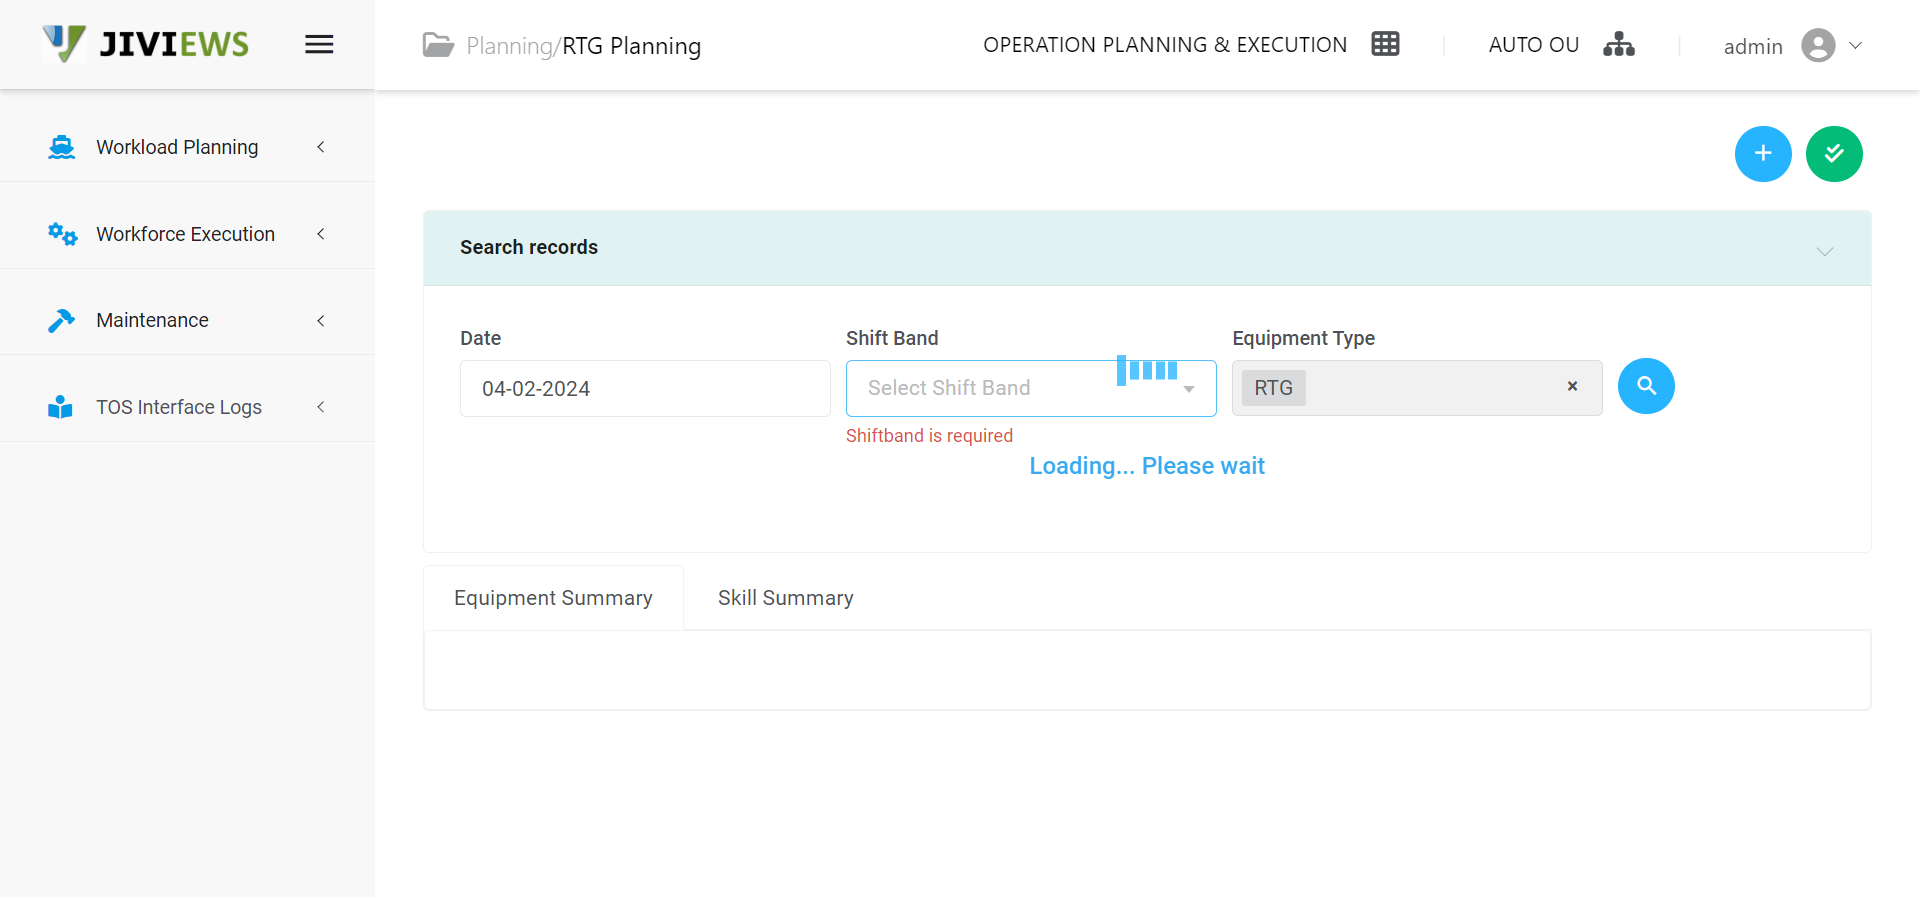 JIVIEWS
Planning/RTG Planning
OPERATION PLANNING & EXECUTION
AUTO OU
admin
Workload Planning
Workforce Execution
Maintenance
TOS Interface Logs
Search records
Date
Shift Band
Equipment Type
04-02-2024
Select Shift Band
RTG
×
Shiftband is required
Loading... Please wait
Equipment Summary
Skill Summary